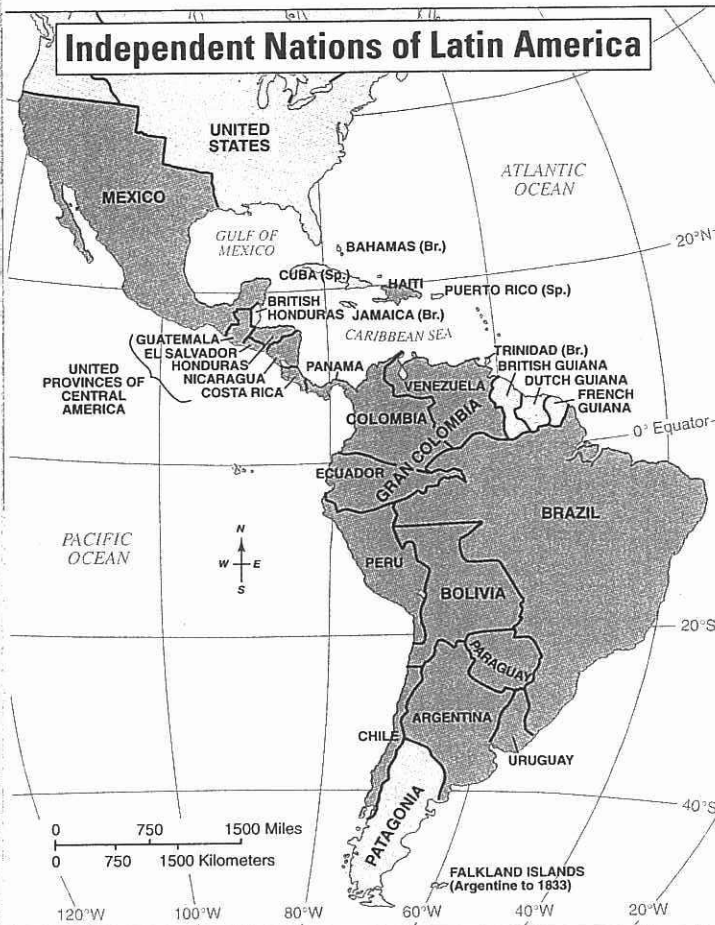 Independent Nations of Latin America
UNITED
STATES
ATLANTIC
OCEAN
MEXICO
GULF OF
MEXICO
BAHAMAS (Br.)
20°N
CUBA (Sp.)
HAITI
PUERTO RICO (Sp.)
BRITISH
HONDURAS
JAMAICA (Br.)
CARIBBEAN SEA
GUATEMALA
EL SALVADOR
HONDURAS
NICARAGUA
COSTA RICA
UNITED
PROVINCES OF
CENTRAL
AMERICA
PANAMA
TRINIDAD (Br.)
BRITISH GUIANA
DUTCH GUIANA
FRENCH
GUIANA
VENEZUELA
COLOMBIA
GRAN COLOMBIA
0° Equator
ECUADOR
BRAZIL
PACIFIC
OCEAN
N
W E
S
PERU
BOLIVIA
20°S
PARAGUAY
ARGENTINA
CHILE
URUGUAY
PATAGONIA
40°S
0 750 1500 Miles
0 750 1500 Kilometers
FALKLAND ISLANDS
(Argentine to 1833)
120°W 100°W 80°W 60°W 40°W 20°W